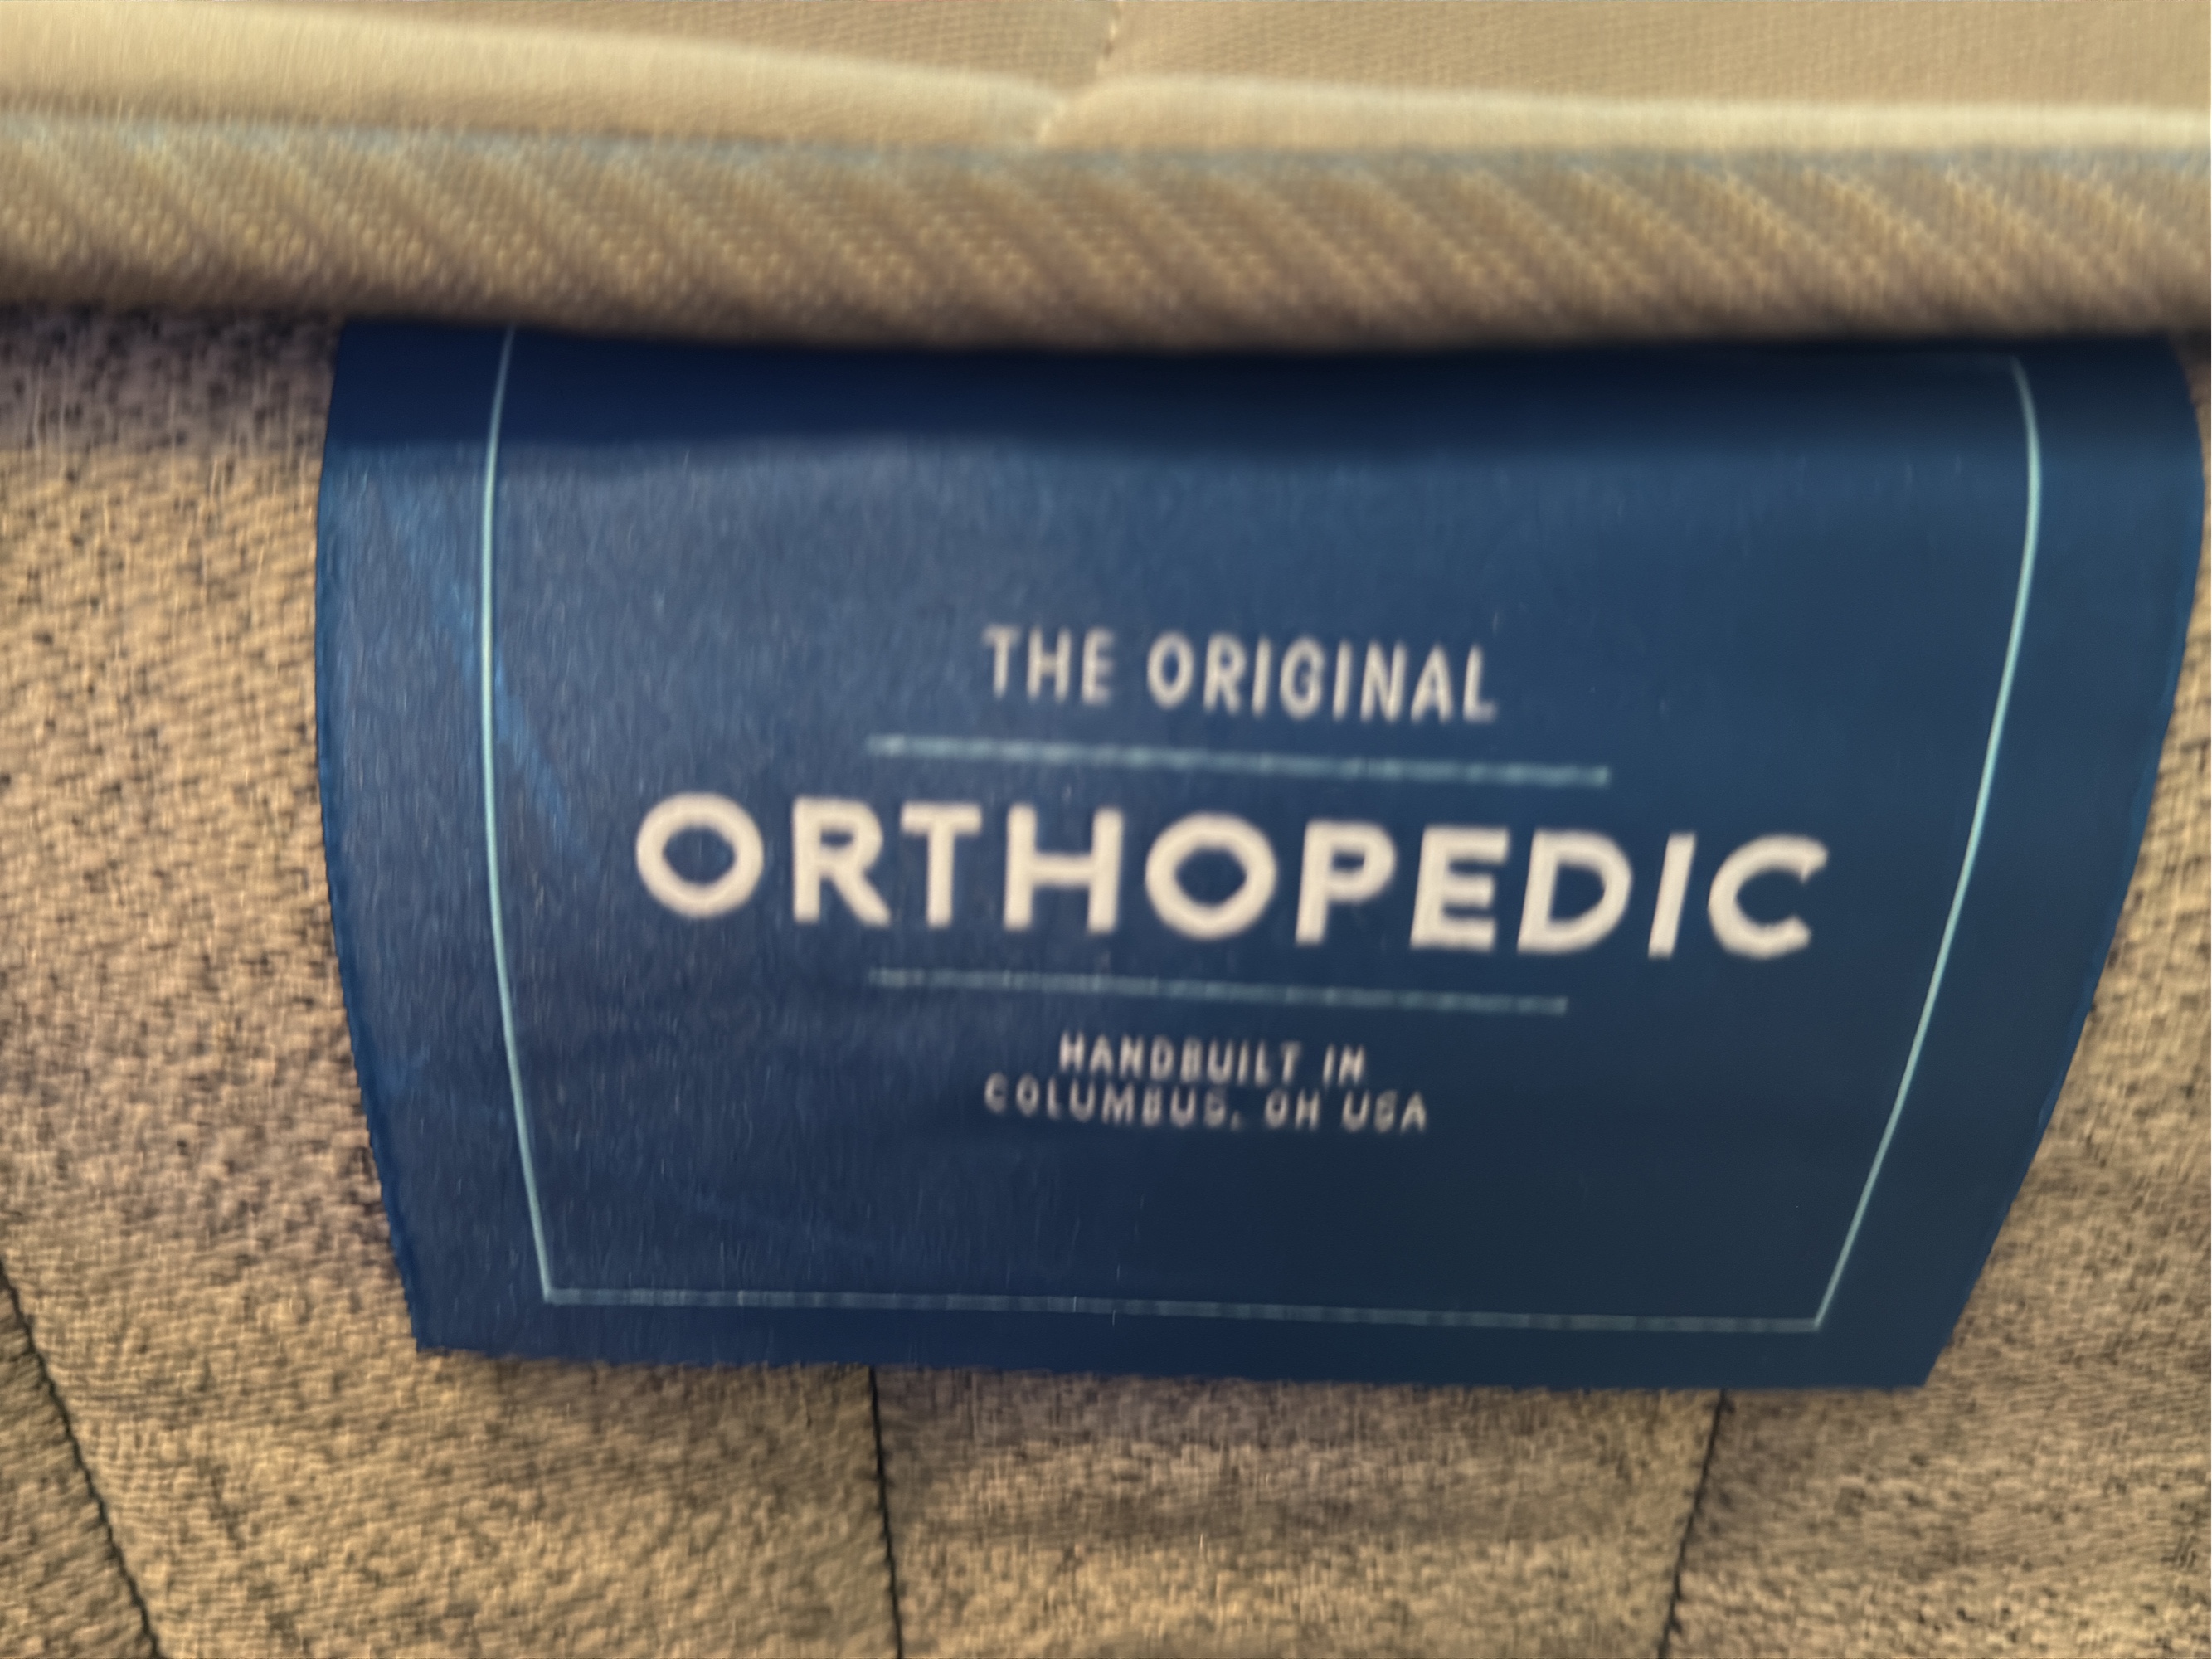 THE ORIGINAL
ORTHOPEDIC
HANDBUILT IN
COLUMBUS, OH USA